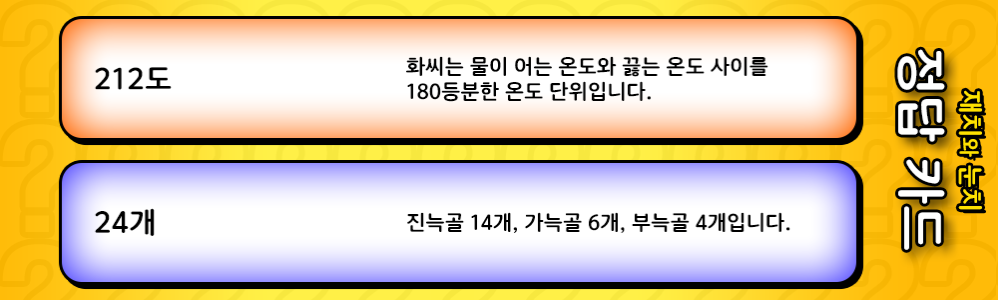 212도
화씨는 물이 어는 온도와 끓는 온도 사이를
180등분한 온도 단위입니다.
24개
진늑골 14개, 가늑골 6개, 부늑골 4개입니다.
재치와 눈치
정답 카드